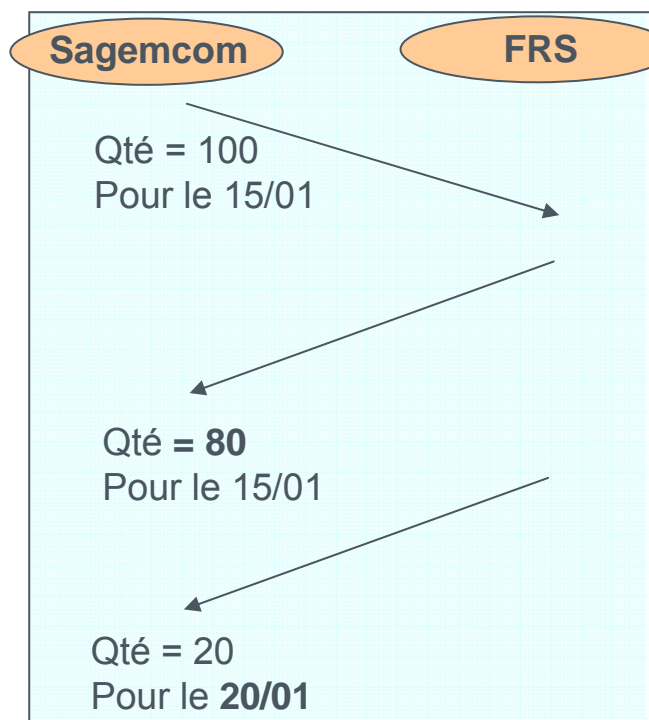 Sagemcom
FRS
Qté = 100
Pour le 15/01
Qté = 80
Pour le 15/01
Qté = 20
Pour le 20/01